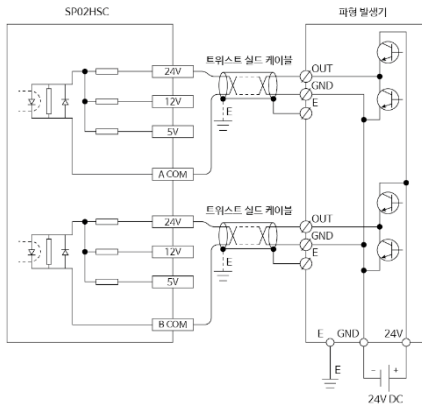 SP02HSC
파형 발생기
트위스트 실드 케이블
24V
OUT
12V
GND
E
E
5V
A COM
트위스트 실드 케이블
24V
OUT
12V
GND
E
E
5V
B COM
E
GND
24V
E
−
+
24V DC